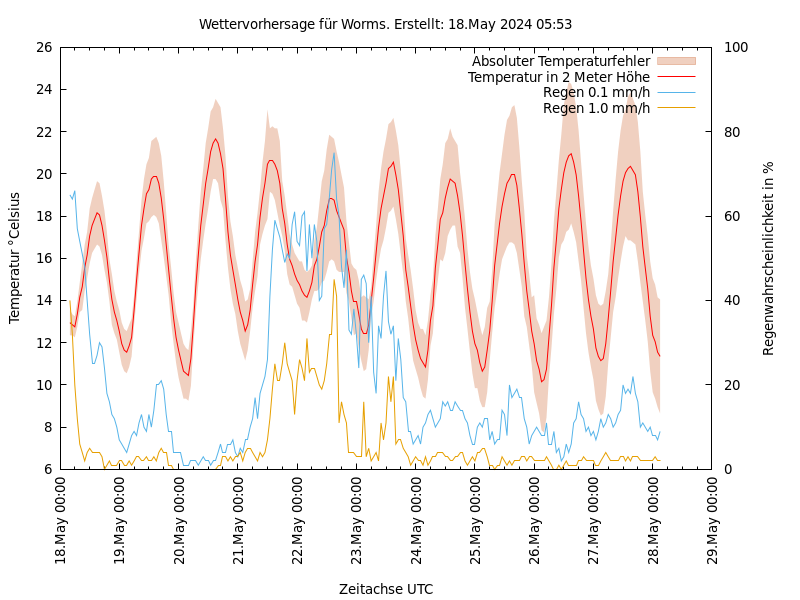 Wettervorhersage für Worms. Erstellt: 18.May 2024 05:53
26
24
22
20
18
16
14
12
10
8
6
100
80
60
40
20
0
Absoluter Temperaturfehler
Temperatur in 2 Meter Höhe
Regen 0.1 mm/h
Regen 1.0 mm/h
Temperatur °Celsius
Regenwahrscheinlichkeit in %
18.May 00:00
19.May 00:00
20.May 00:00
21.May 00:00
22.May 00:00
23.May 00:00
24.May 00:00
25.May 00:00
26.May 00:00
27.May 00:00
28.May 00:00
29.May 00:00
Zeitachse UTC